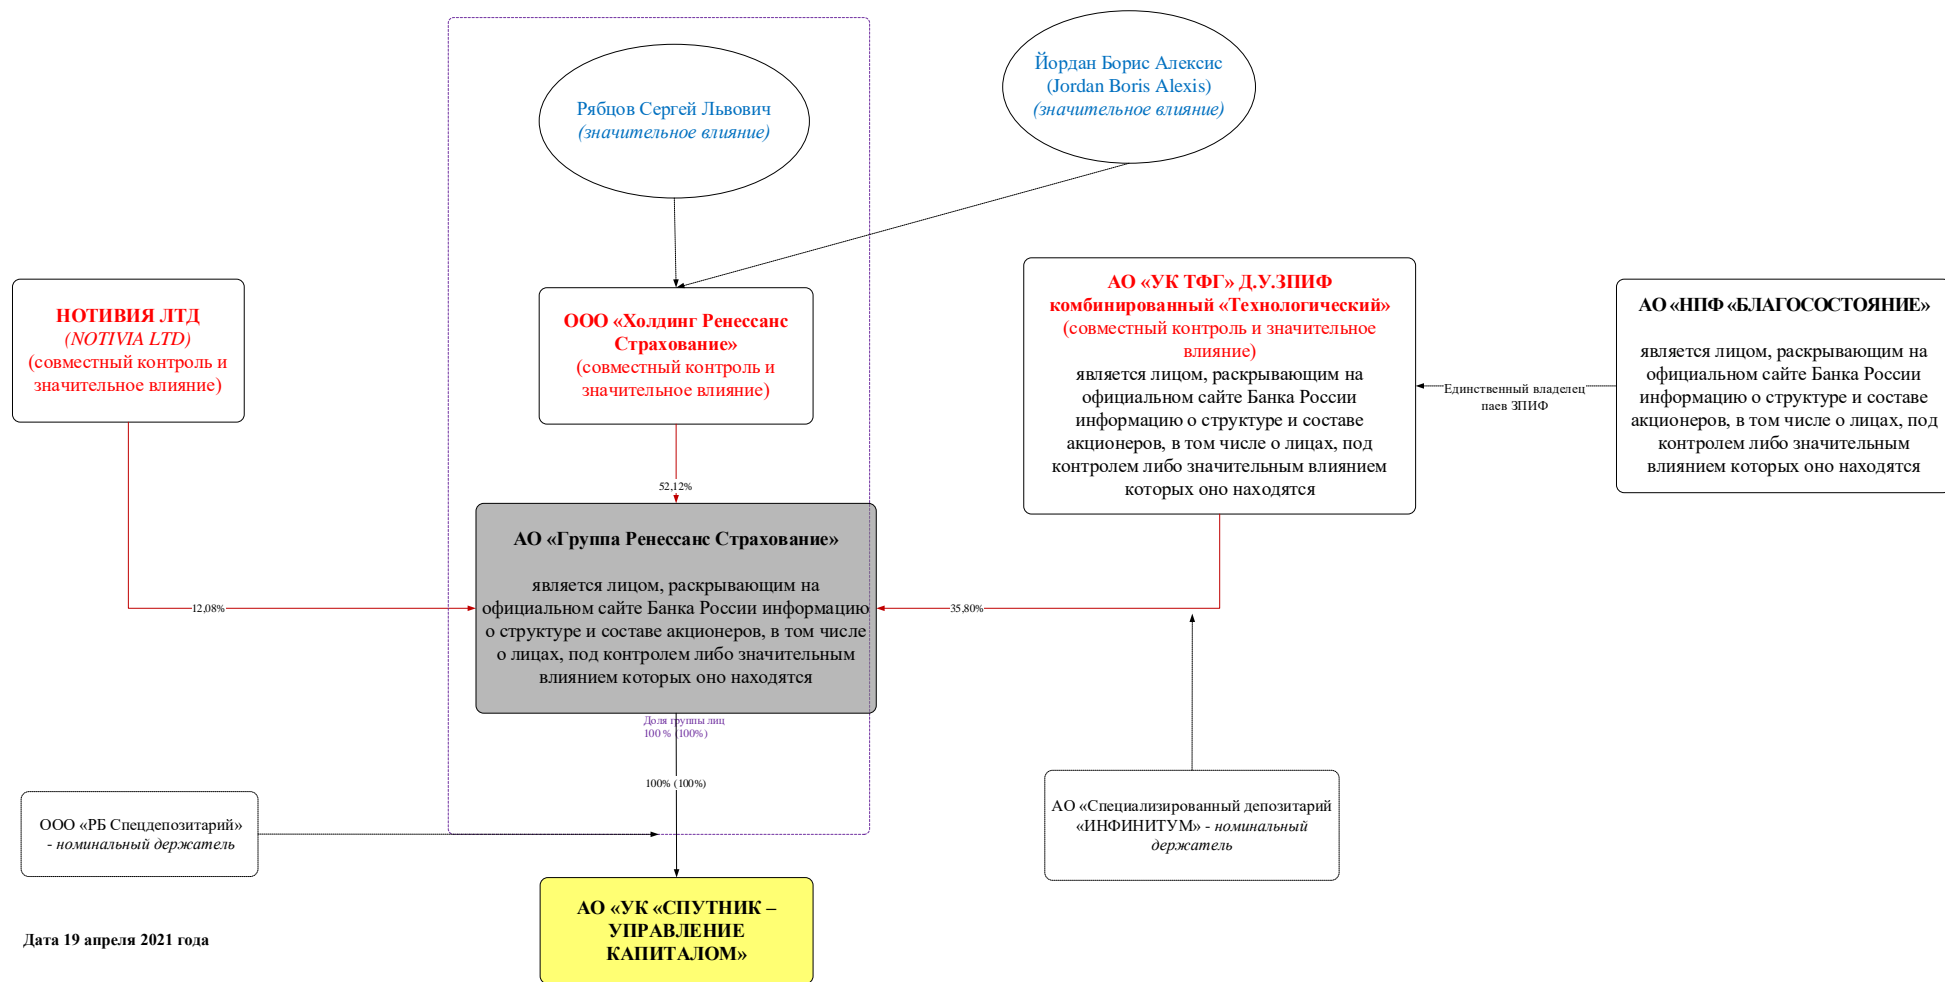 Йордан Борис Алексис
(Jordan Boris Alexis)
(значительное влияние)
Рябцов Сергей Львович
(значительное влияние)
НОТИВИЯ ЛТД
(NOTIVIA LTD)
(совместный контроль и
значительное влияние)
ООО «Холдинг Ренессанс
Страхование»
(совместный контроль и
значительное влияние)
АО «УК ТФГ» Д.У.ЗПИФ
комбинированный «Технологический»
(совместный контроль и значительное
влияние)
является лицом, раскрывающим на
официальном сайте Банка России
информацию о структуре и составе
акционеров, в том числе о лицах, под
контролем либо значительным влиянием
которых оно находятся
Единственный владелец
паев ЗПИФ
АО «НПФ «БЛАГОСОСТОЯНИЕ»
является лицом, раскрывающим на
официальном сайте Банка России
информацию о структуре и составе
акционеров, в том числе о лицах, под
контролем либо значительным
влиянием которых оно находятся
52,12%
АО «Группа Ренессанс Страхование»
является лицом, раскрывающим на
официальном сайте Банка России информацию
о структуре и составе акционеров, в том числе
о лицах, под контролем либо значительным
влиянием которых оно находятся
12,08%
35,80%
Доля группы лиц
100 % (100%)
100% (100%)
ООО «РБ Спецдепозитарий»
- номинальный держатель
АО «Специализированный депозитарий
«ИНФИНИТУМ» - номинальный
держатель
АО «УК «СПУТНИК –
УПРАВЛЕНИЕ
КАПИТАЛОМ»
Дата 19 апреля 2021 года